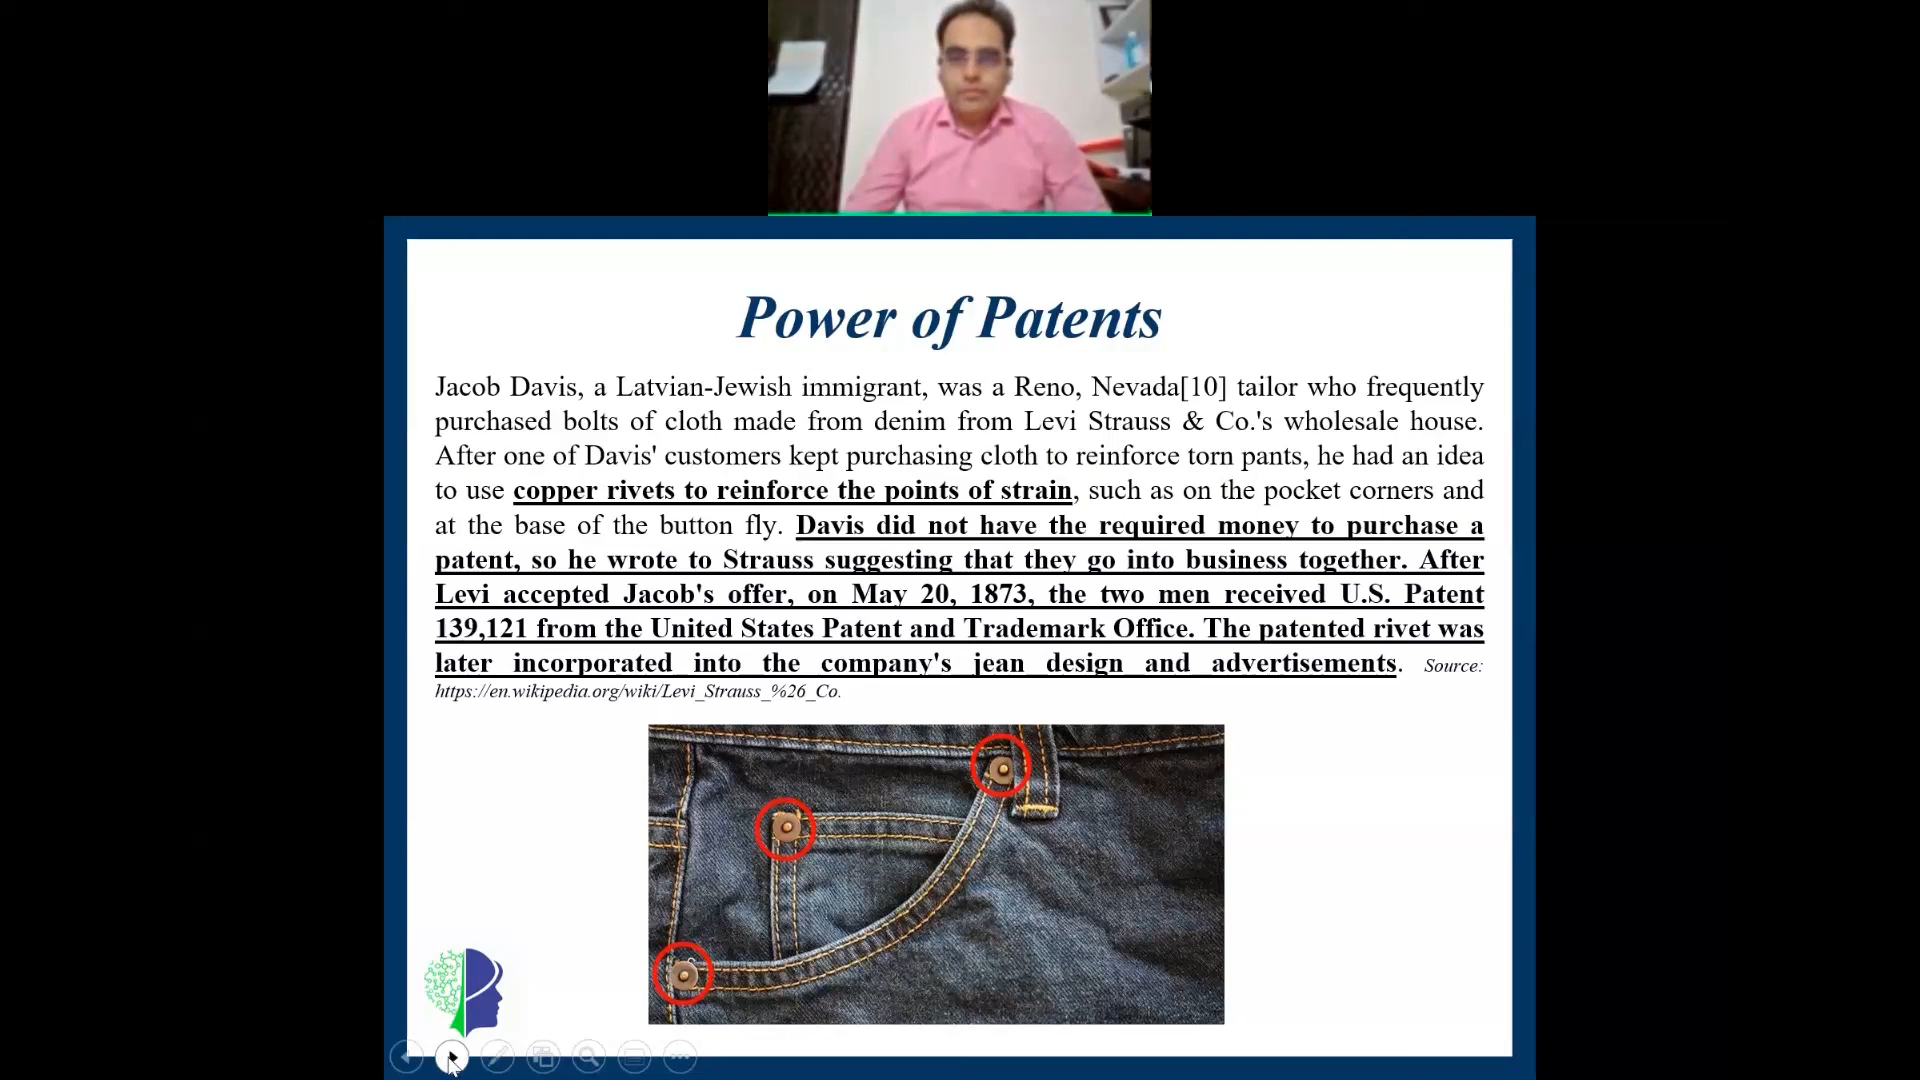 Power of Patents
Jacob Davis, a Latvian-Jewish immigrant, was a Reno, Nevada[10] tailor who frequently
purchased bolts of cloth made from denim from Levi Strauss & Co.'s wholesale house.
After one of Davis' customers kept purchasing cloth to reinforce torn pants, he had an idea
to use copper rivets to reinforce the points of strain, such as on the pocket corners and
at the base of the button fly. Davis did not have the required money to purchase a
patent, so he wrote to Strauss suggesting that they go into business together. After
Levi accepted Jacob's offer, on May 20, 1873, the two men received U.S. Patent
139,121 from the United States Patent and Trademark Office. The patented rivet was
later incorporated into the company's jean design and advertisements. Source:
https://en.wikipedia.org/wiki/Levi_Strauss_%26_Co.